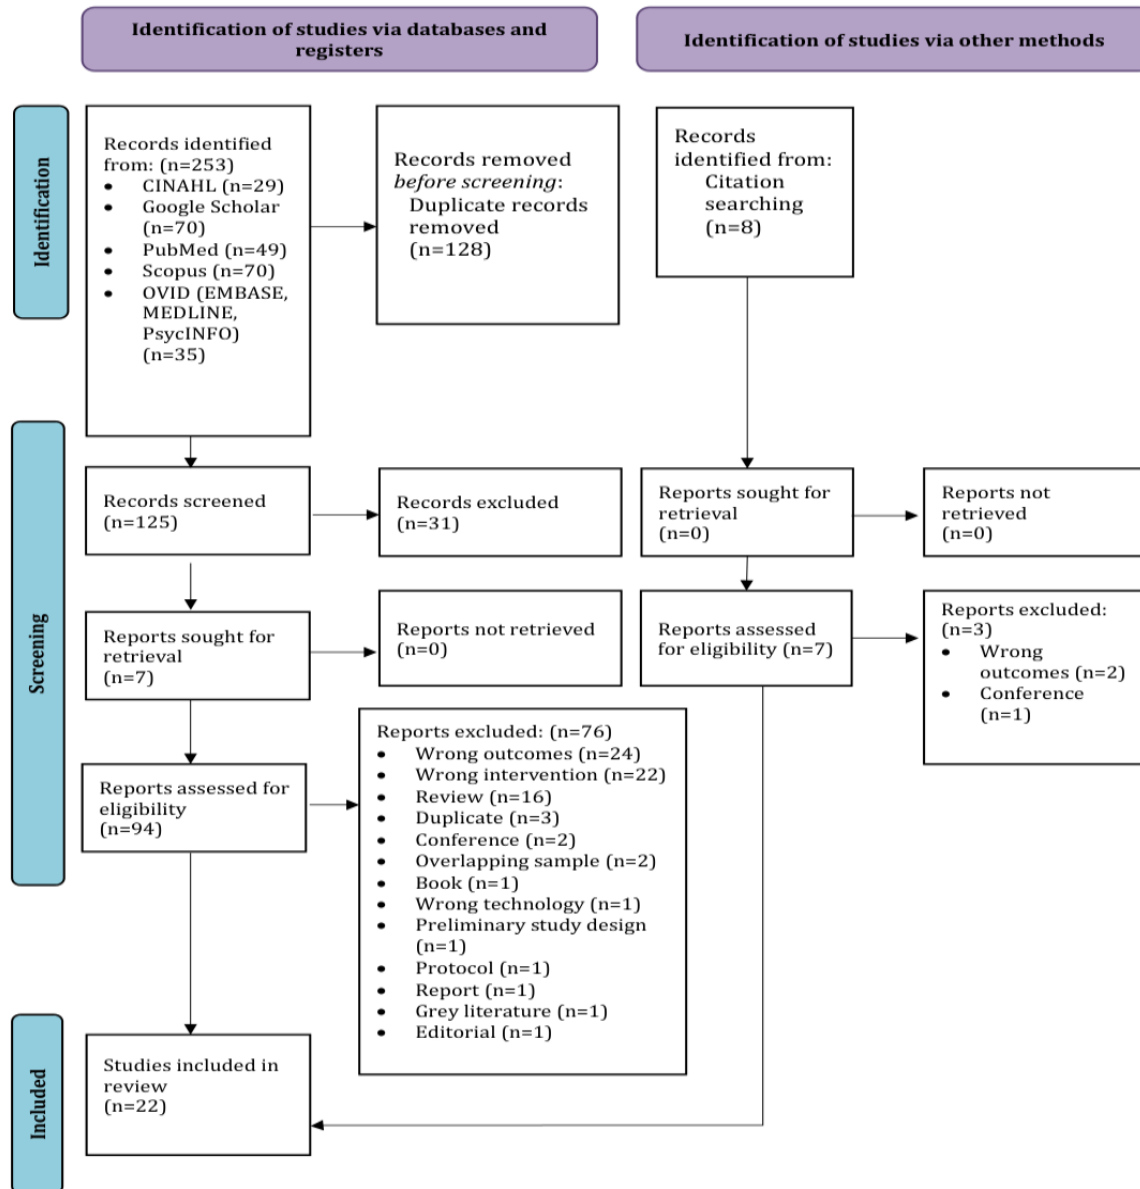 Identification of studies via databases and
registers
Identification of studies via other methods
Identification
Records identified
from: (n=253)
• CINAHL (n=29)
• Google Scholar
(n=70)
• PubMed (n=49)
• Scopus (n=70)
• OVID (EMBASE,
MEDLINE,
PsycINFO)
(n=35)
Records removed
before screening:
Duplicate records
removed
(n=128)
Records
identified from:
Citation
searching
(n=8)
Screening
Records screened
(n=125)
Records excluded
(n=31)
Reports sought for
retrieval
(n=0)
Reports not
retrieved
(n=0)
Reports sought for
retrieval
(n=7)
Reports not retrieved
(n=0)
Reports assessed
for eligibility (n=7)
Reports excluded:
(n=3)
• Wrong
outcomes (n=2)
• Conference
(n=1)
Reports assessed for
eligibility
(n=94)
Reports excluded: (n=76)
• Wrong outcomes (n=24)
• Wrong intervention (n=22)
• Review (n=16)
• Duplicate (n=3)
• Conference (n=2)
• Overlapping sample (n=2)
• Book (n=1)
• Wrong technology (n=1)
• Preliminary study design
(n=1)
• Protocol (n=1)
• Report (n=1)
• Grey literature (n=1)
• Editorial (n=1)
Included
Studies included in
review
(n=22)